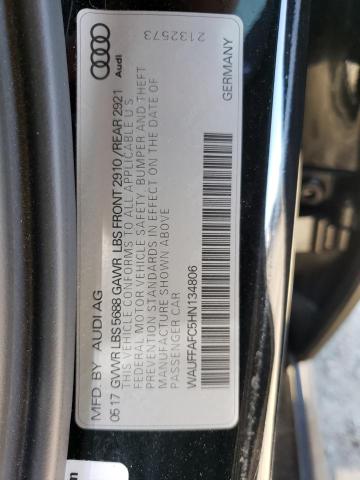 MFD. BY AUDI AG
Audi
05 17 GVWR LBS 5688 GAWR LBS FRONT 2910/REAR 2921
THIS VEHICLE CONFORMS TO ALL APPLICABLE U S
FEDERAL MOTOR VEHICLE SAFETY, BUMPER AND THEFT
PREVENTION STANDARDS IN EFFECT ON THE DATE OF
MANUFACTURE SHOWN ABOVE
PASSENGER CAR
WAUFFAFC5HN134806
GERMANY
2132573